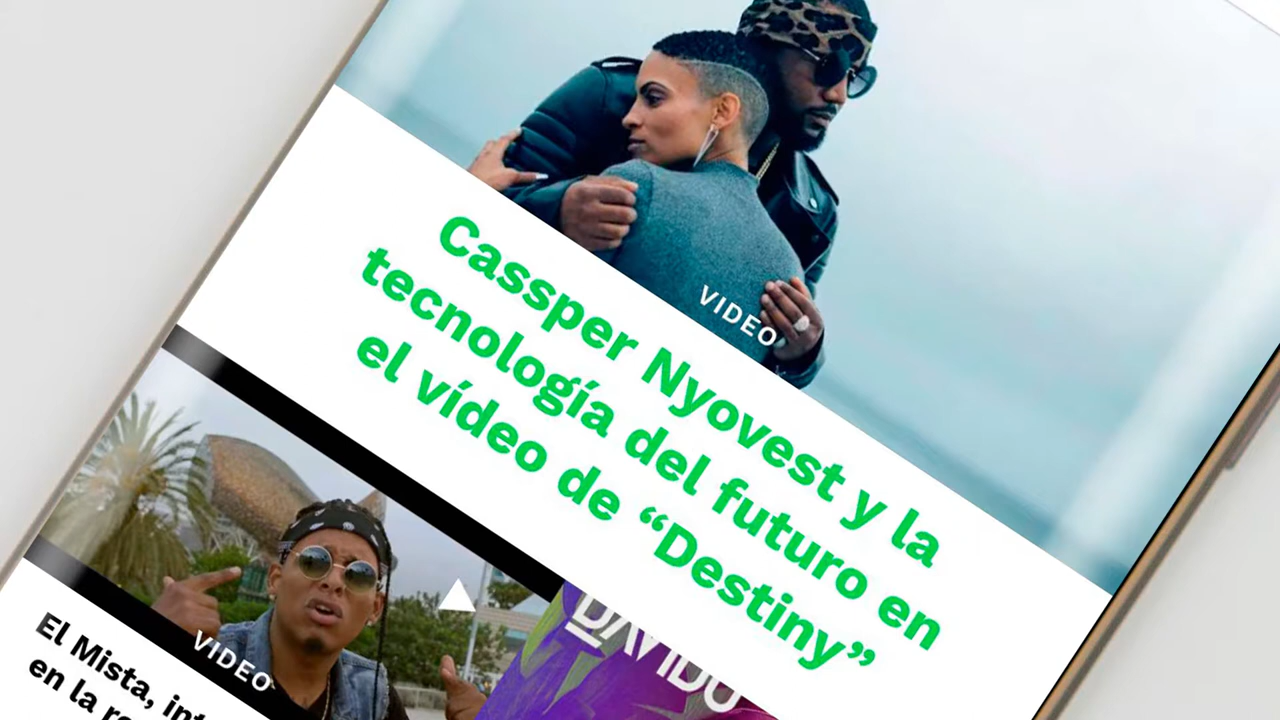 VIDEO
Cassper Nyovest y la
tecnología del futuro en
el vídeo de “Destiny”
VIDEO
El Mista,
en la
DAVIDO